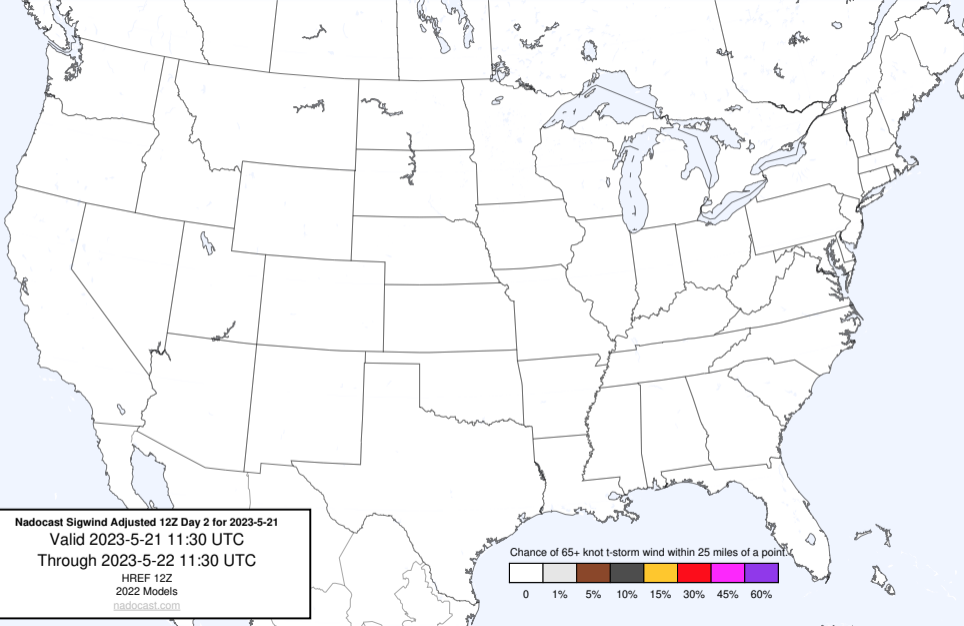 Nadocast Sigwind Adjusted 12Z Day 2 for 2023-5-21
Valid 2023-5-21 11:30 UTC
Through 2023-5-22 11:30 UTC
HREF 12Z
2022 Models
nadocast.com
Chance of 65+ knot t-storm wind within 25 miles of a point.
0 1% 5% 10% 15% 30% 45% 60%